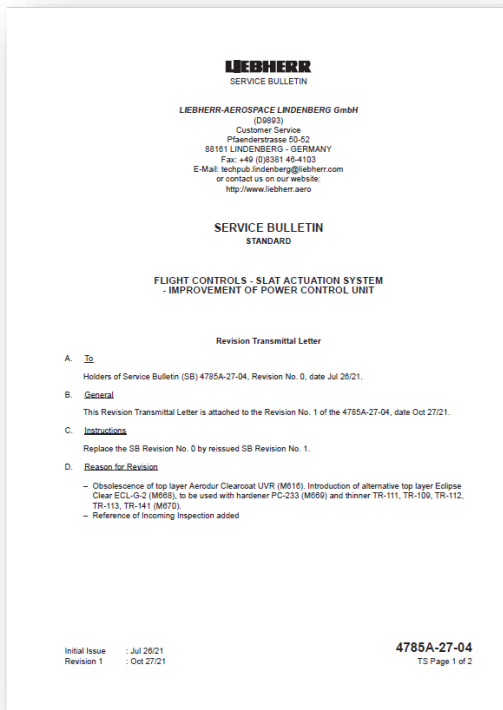 LIEBHERR
SERVICE BULLETIN
LIEBHERR-AEROSPACE LINDENBERG GmbH
(D9893)
Customer Service
Pfaenderstrasse 50-52
88161 LINDENBERG - GERMANY
Fax: +49 (0)8381 46-4103
E-Mail: techpub.lindenberg@liebherr.com
or contact us on our website:
http://www.liebherr.aero
SERVICE BULLETIN
STANDARD
FLIGHT CONTROLS - SLAT ACTUATION SYSTEM
- IMPROVEMENT OF POWER CONTROL UNIT
Revision Transmittal Letter
A. To
Holders of Service Bulletin (SB) 4785A-27-04, Revision No. 0, date Jul 26/21.
B. General
This Revision Transmittal Letter is attached to the Revision No. 1 of the 4785A-27-04, date Oct 27/21.
C. Instructions
Replace the SB Revision No. 0 by reissued SB Revision No. 1.
D. Reason for Revision
– Obsolescence of top layer Aerodur Clearcoat UVR (M616). Introduction of alternative top layer Eclipse
Clear ECL-G-2 (M668), to be used with hardener PC-233 (M669) and thinner TR-111, TR-109, TR-112,
TR-113, TR-141 (M670).
– Reference of Incoming Inspection added
Initial Issue : Jul 26/21
Revision 1 : Oct 27/21
4785A-27-04
TS Page 1 of 2